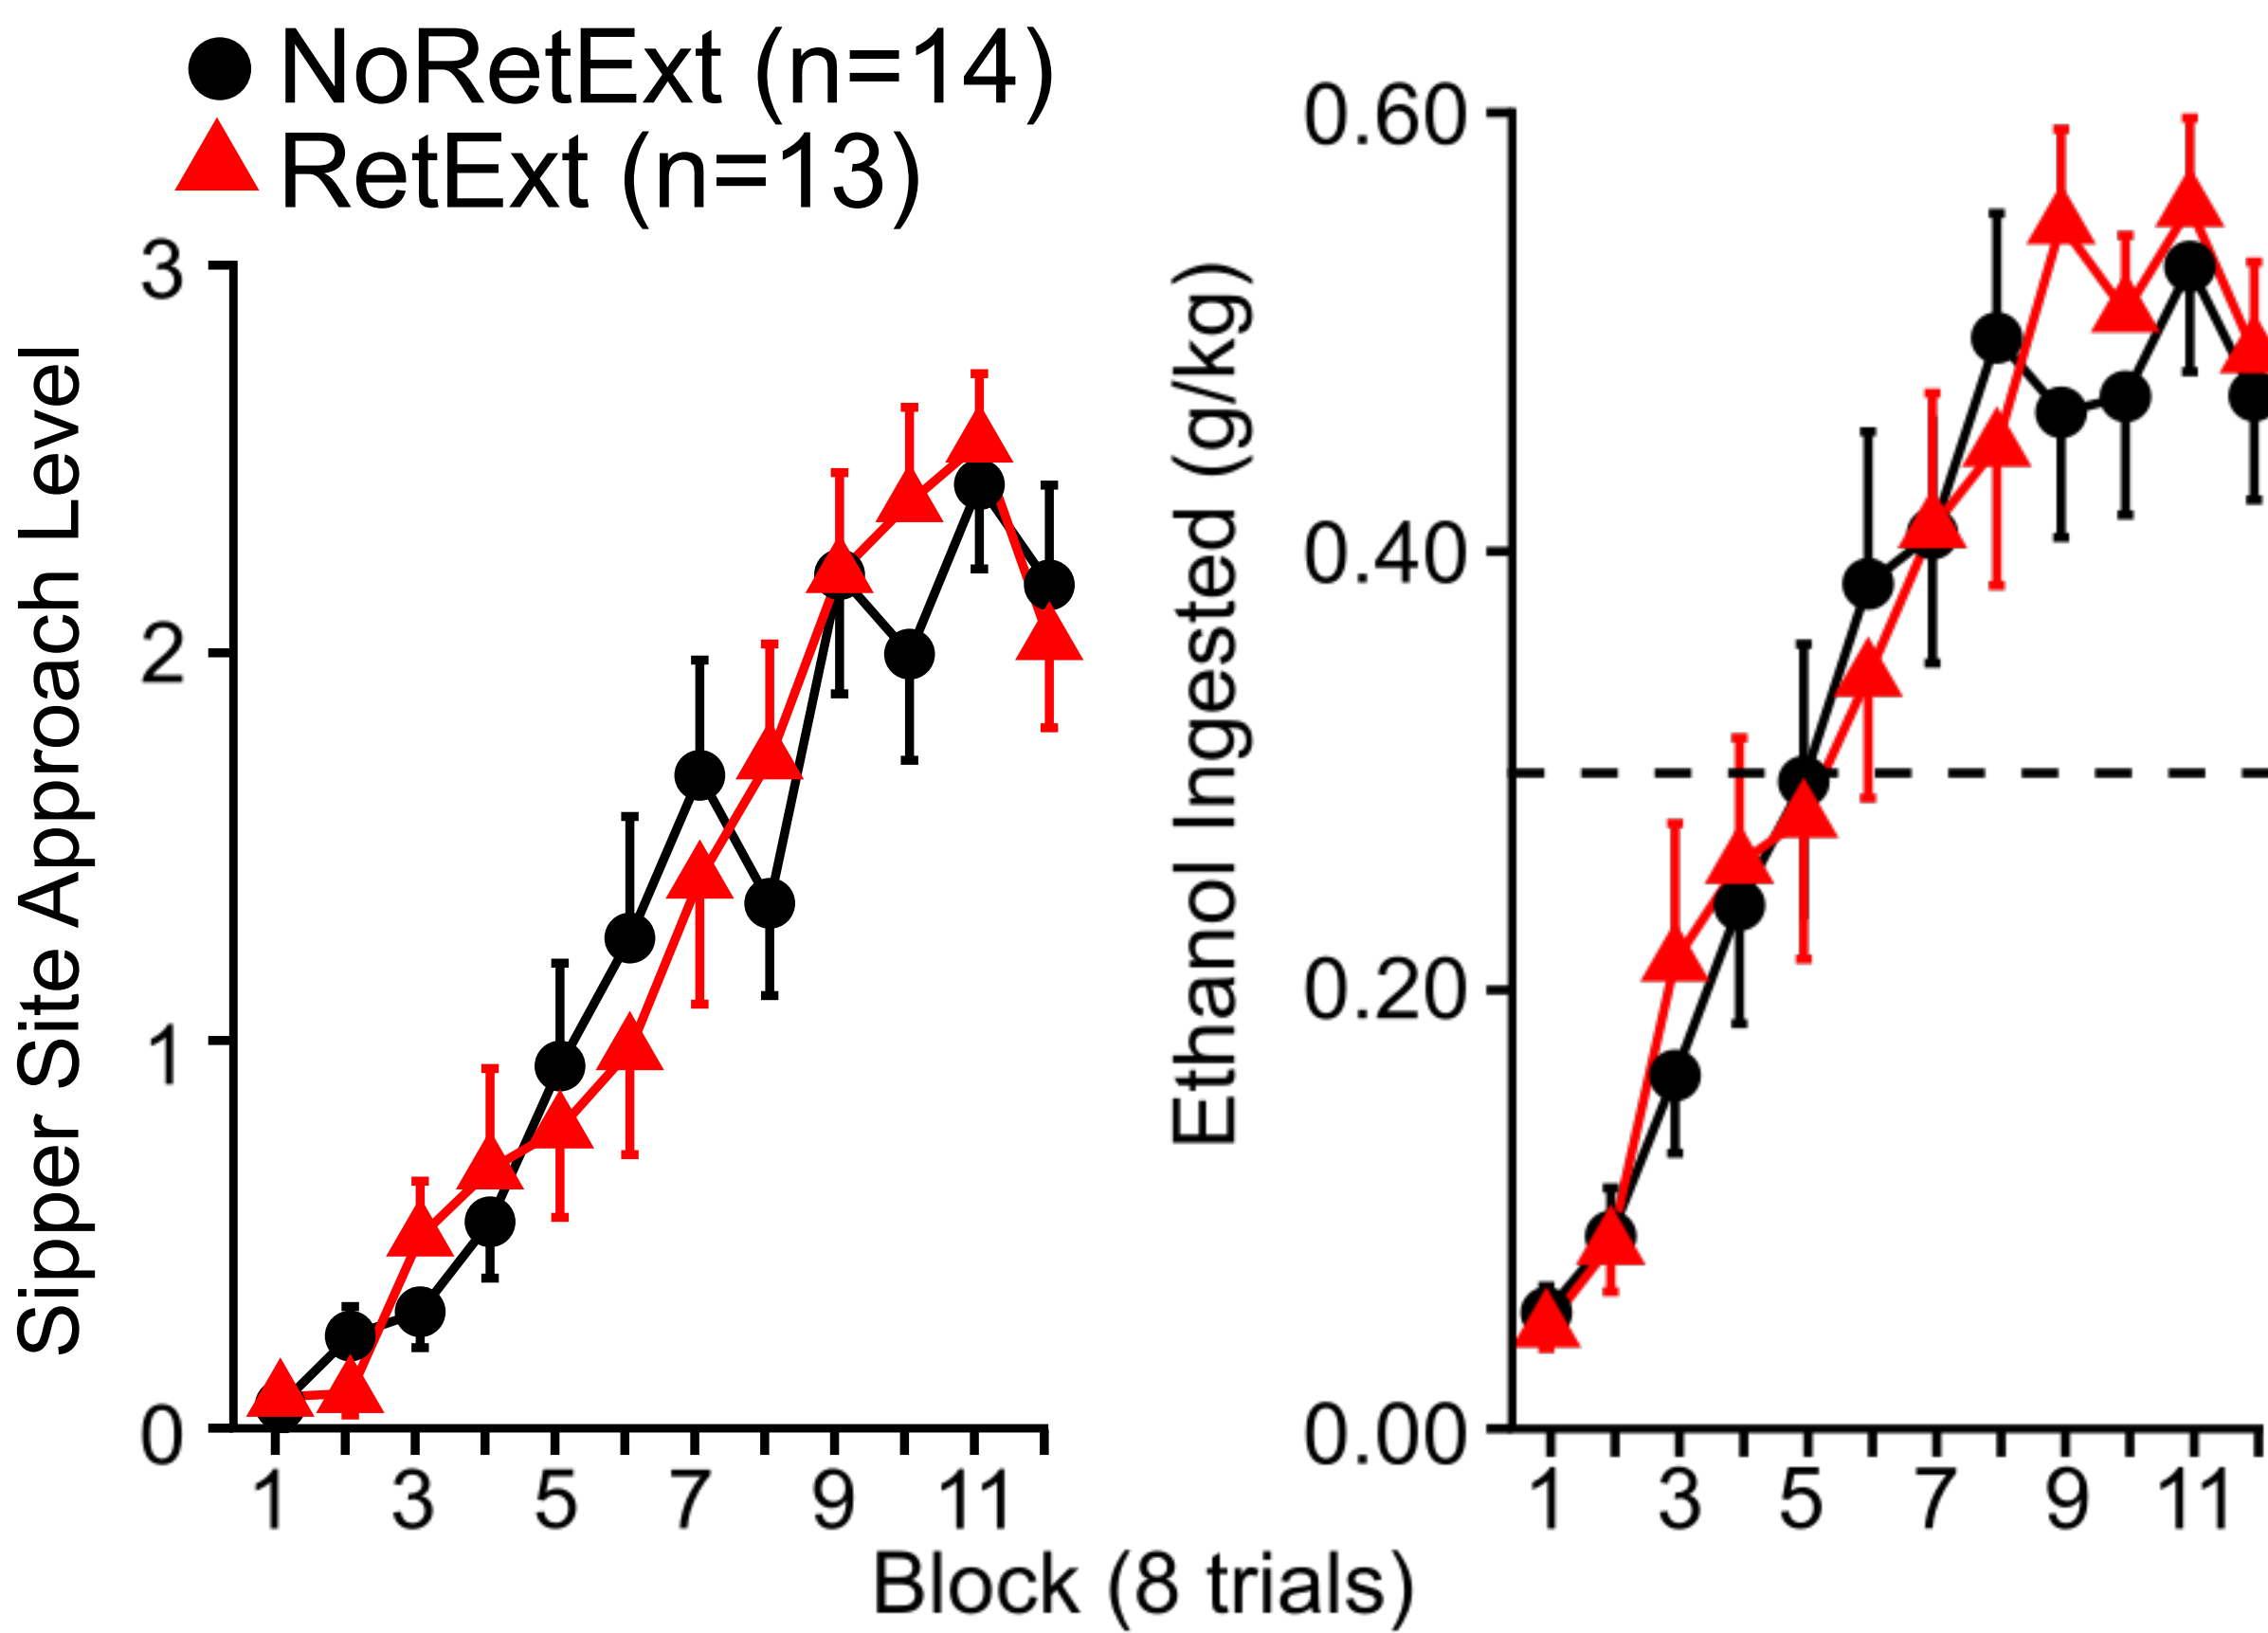 NoRetExt (n=14)
RetExt (n=13)
Sipper Site Approach Level
3
2
1
0
1 3 5 7 9 11
Ethanol Ingested (g/kg)
0.60
0.40
0.20
0.00
1 3 5 7 9 11
Block (8 trials)